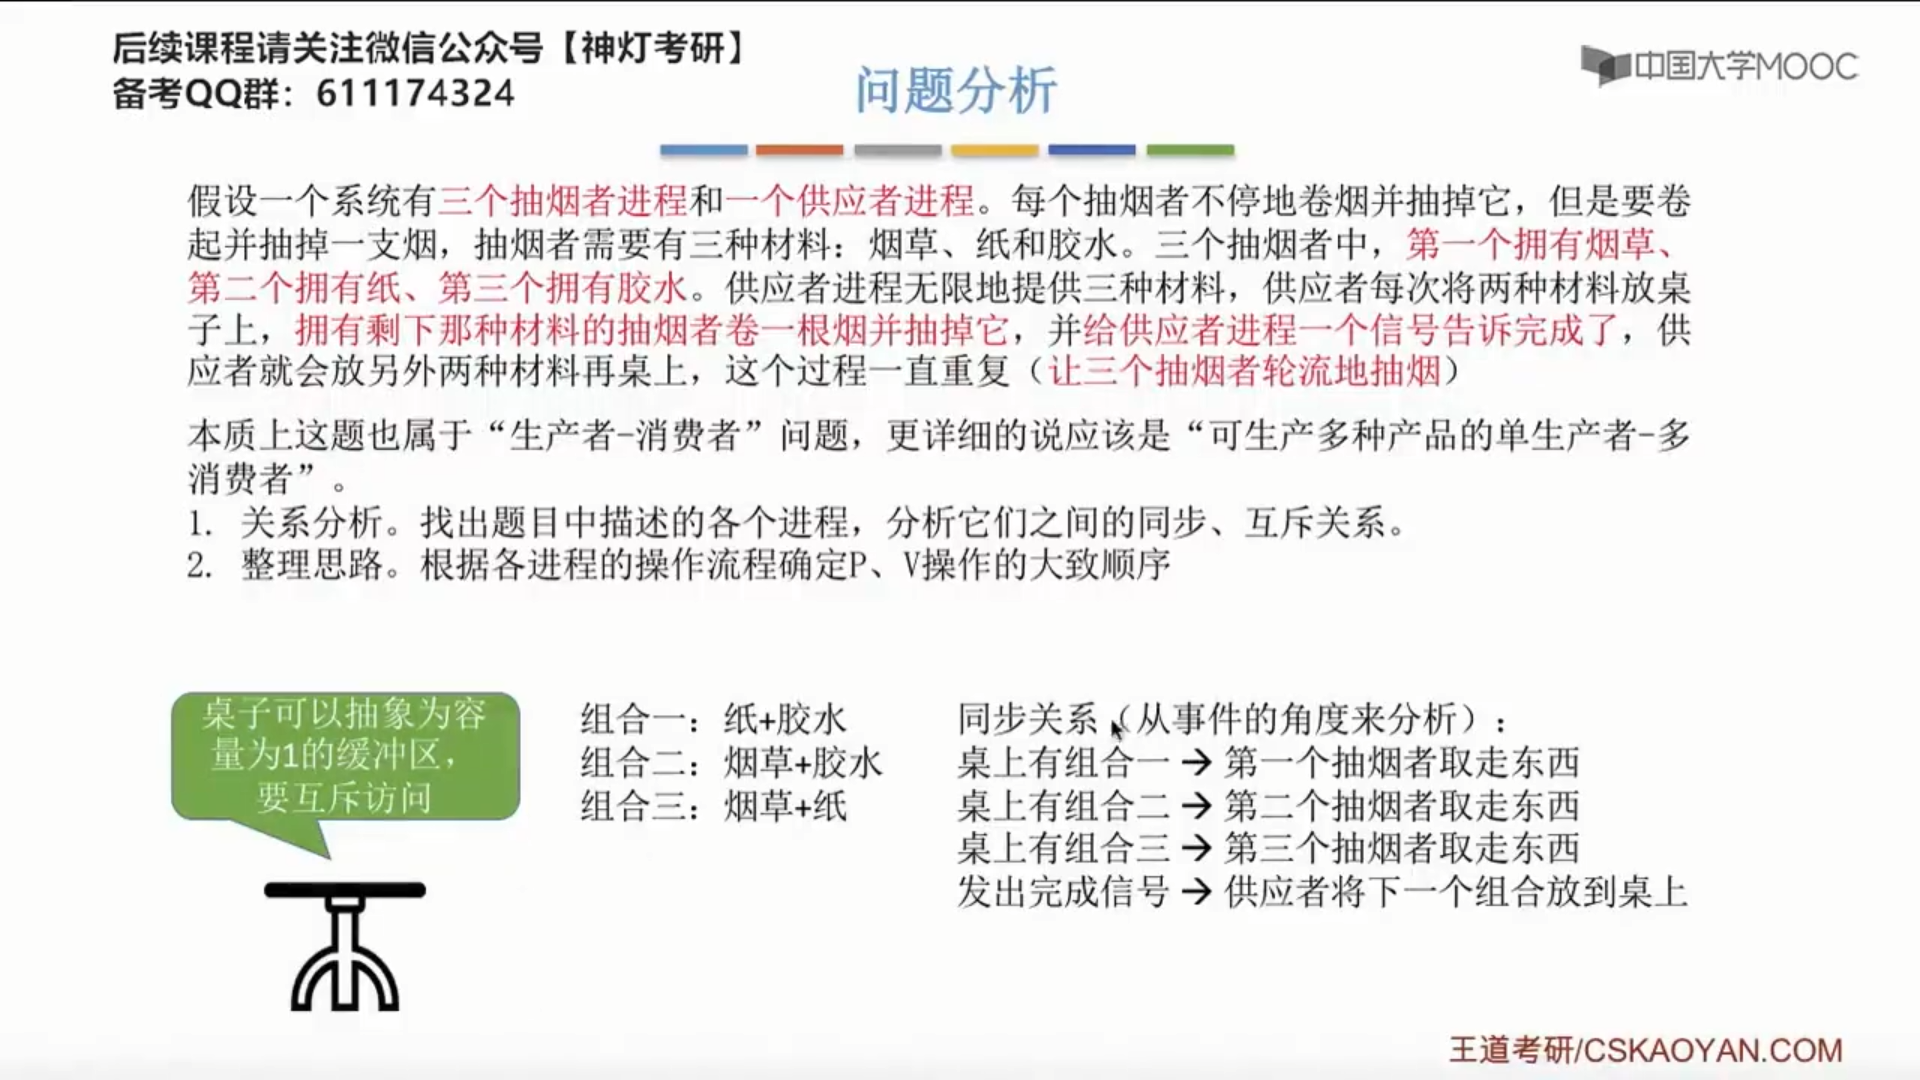 后续课程请关注微信公众号【神灯考研】
备考QQ群：611174324
中国大学MOOC
问题分析
假设一个系统有三个抽烟者进程和一个供应者进程。每个抽烟者不停地卷烟并抽掉它，但是要卷
起并抽掉一支烟，抽烟者需要有三种材料：烟草、纸和胶水。三个抽烟者中，第一个拥有烟草、
第二个拥有纸、第三个拥有胶水。供应者进程无限地提供三种材料，供应者每次将两种材料放桌
子上，拥有剩下那种材料的抽烟者卷一根烟并抽掉它，并给供应者进程一个信号告诉完成了，供
应者就会放另外两种材料再桌上，这个过程一直重复（让三个抽烟者轮流地抽烟）
本质上这题也属于“生产者-消费者”问题，更详细的说应该是“可生产多种产品的单生产者-多
消费者”。
1. 关系分析。找出题目中描述的各个进程，分析它们之间的同步、互斥关系。
2. 整理思路。根据各进程的操作流程确定P、V操作的大致顺序
桌子可以抽象为容
量为1的缓冲区，
要互斥访问
组合一：纸+胶水
组合二：烟草+胶水
组合三：烟草+纸
同步关系（从事件的角度来分析）：
桌上有组合一→第一个抽烟者取走东西
桌上有组合二→第二个抽烟者取走东西
桌上有组合三→第三个抽烟者取走东西
发出完成信号→供应者将下一个组合放到桌上
王道考研/CSKAOYAN.COM